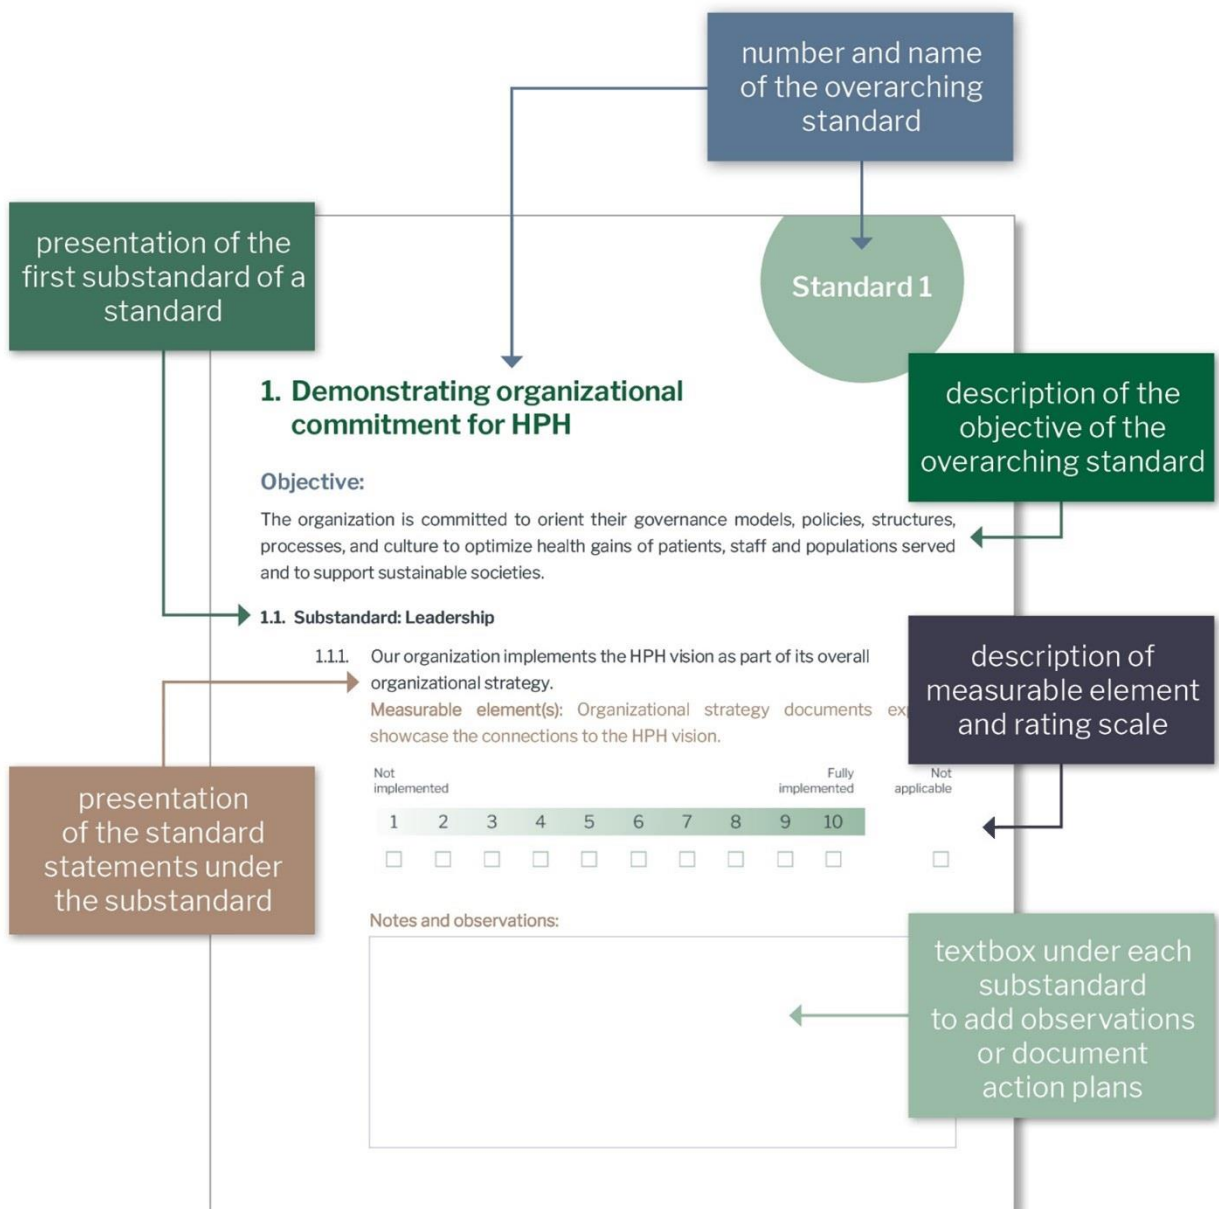 number and name
of the overarching
standard
presentation of the
first substandard of a
standard
Standard 1
1. Demonstrating organizational
commitment for HPH
description of the
objective of the
overarching standard
Objective:
The organization is committed to orient their governance models, policies, structures,
processes, and culture to optimize health gains of patients, staff and populations served
and to support sustainable societies.
1.1. Substandard: Leadership
1.1.1. Our organization implements the HPH vision as part of its overall
organizational strategy.
Measurable element(s): Organizational strategy documents
showcase the connections to the HPH vision.
description of
measurable element
and rating scale
presentation
of the standard
statements under
the substandard
Not
implemented
Fully
implemented
Not
applicable
1 2 3 4 5 6 7 8 9 10
Notes and observations:
textbox under each
substandard
to add observations
or document
action plans